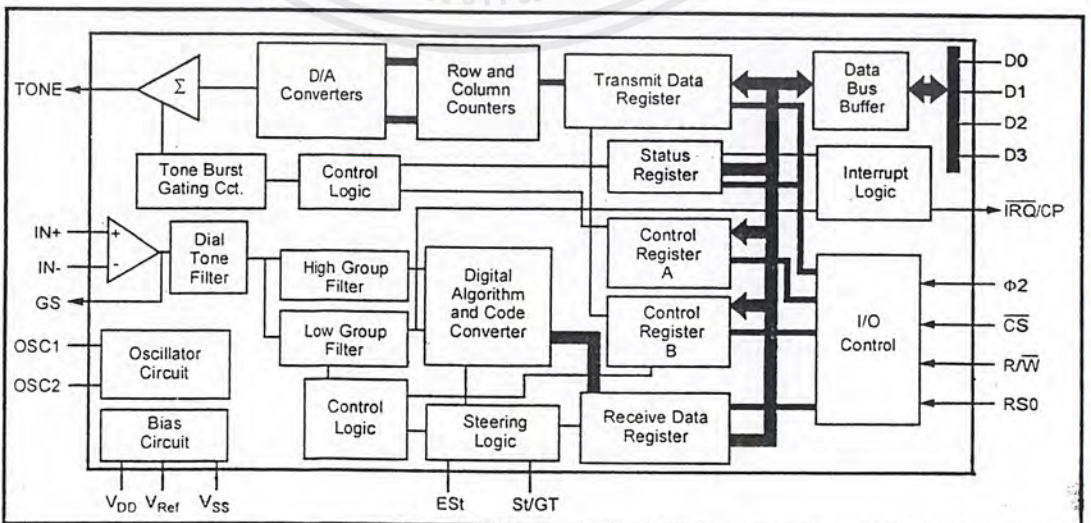 TONE
Σ
D/A
Converters
Row and
Column
Counters
Transmit Data
Register
Data
Bus
Buffer
D0
D1
D2
D3
Tone Burst
Gating Cct.
Control
Logic
Status
Register
Interrupt
Logic
I̅R̅Q̅/CP
IN+
IN-
GS
+
-
Dial
Tone
Filter
High Group
Filter
Low Group
Filter
Digital
Algorithm
and Code
Converter
Control
Register
A
Control
Register
B
I/O
Control
Φ2
C̅S̅
R/W̅
RS0
OSC1
OSC2
Oscillator
Circuit
Bias
Circuit
Control
Logic
Steering
Logic
Receive Data
Register
VDD VRef VSS
ESt St/GT